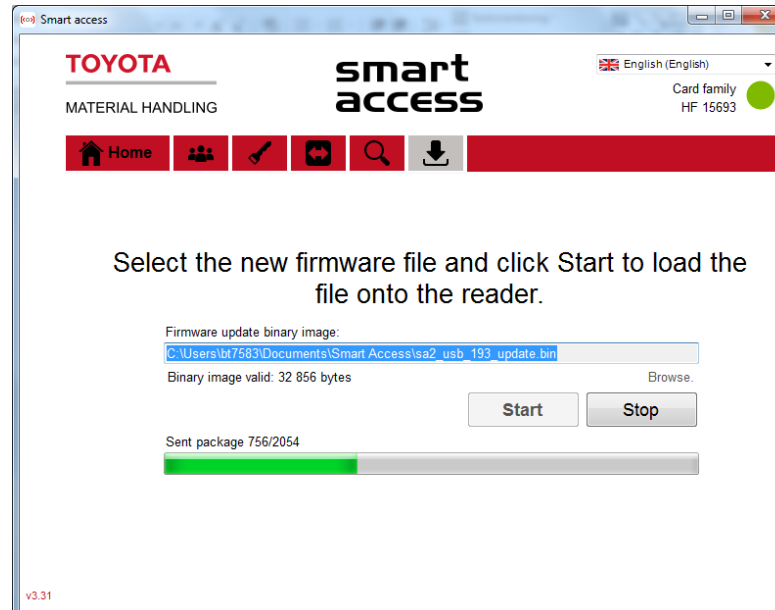 Smart access
TOYOTA
MATERIAL HANDLING
smart
access
English (English)
Card family
HF 15693
Home
Select the new firmware file and click Start to load the
file onto the reader.
Firmware update binary image:
C:\Users\bt7583\Documents\Smart Access\sa2_usb_193_update.bin
Binary image valid: 32 856 bytes
Browse.
Start
Stop
Sent package 756/2054
v3.31